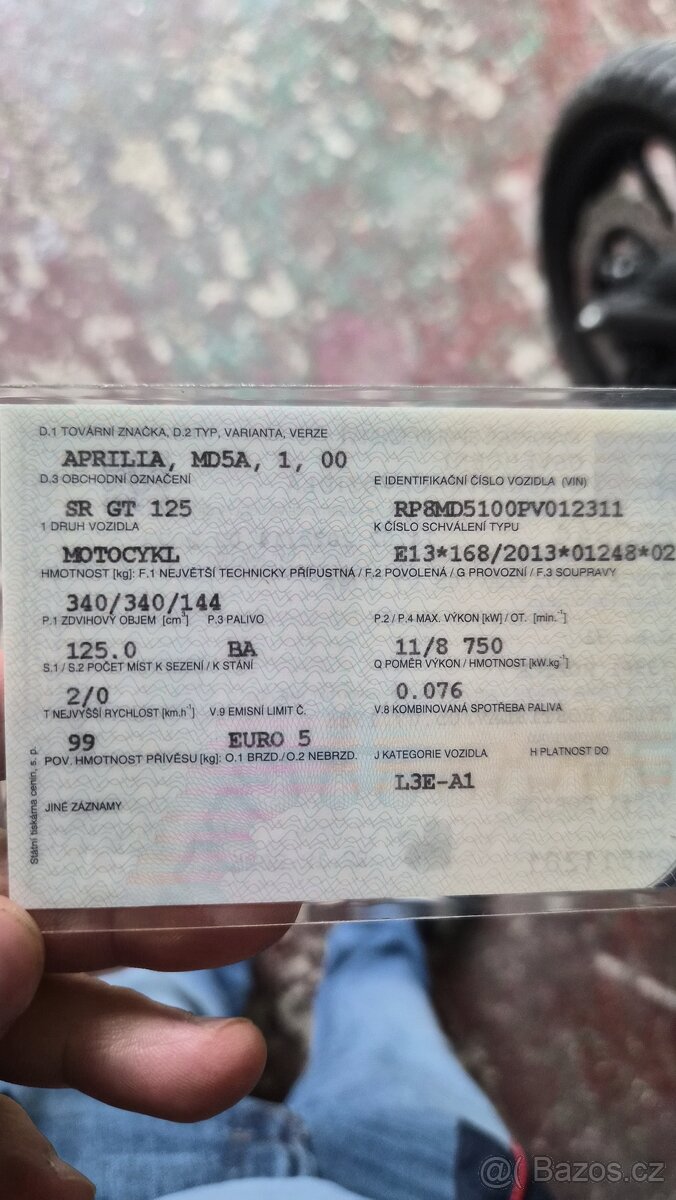 D.1 TOVÁRNÍ ZNAČKA, D.2 TYP, VARIANTA, VERZE
APRILIA, MD5A, 1, 00
D.3 OBCHODNÍ OZNAČENÍ E IDENTIFIKAČNÍ ČÍSLO VOZIDLA (VIN)
SR GT 125 RP8MD5100PV012311
1 DRUH VOZIDLA K ČÍSLO SCHVÁLENÍ TYPU
MOTOCYKL E13*168/2013*01248*02
HMOTNOST [kg]: F.1 NEJVĚTŠÍ TECHNICKY PŘÍPUSTNÁ / F.2 POVOLENÁ / G PROVOZNÍ / F.3 SOUPRAVY
340/340/144
P.1 ZDVIHOVÝ OBJEM [cm³] P.3 PALIVO P.2 / P.4 MAX. VÝKON [kW] / OT. [min.⁻¹]
125.0 BA 11/8 750
S.1 / S.2 POČET MÍST K SEZENÍ / K STÁNÍ Q POMĚR VÝKON / HMOTNOST [kW.kg⁻¹]
2/0 0.076
T NEJVYŠŠÍ RYCHLOST [km.h⁻¹] V.9 EMISNÍ LIMIT Č. V.8 KOMBINOVANÁ SPOTŘEBA PALIVA
99 EURO 5
POV. HMOTNOST PŘÍVĚSU [kg]: O.1 BRZD./O.2 NEBRZD. J KATEGORIE VOZIDLA H PLATNOST DO
L3E-A1
JINÉ ZÁZNAMY
Státní tiskárna cenin, s. p.
Bazos.cz